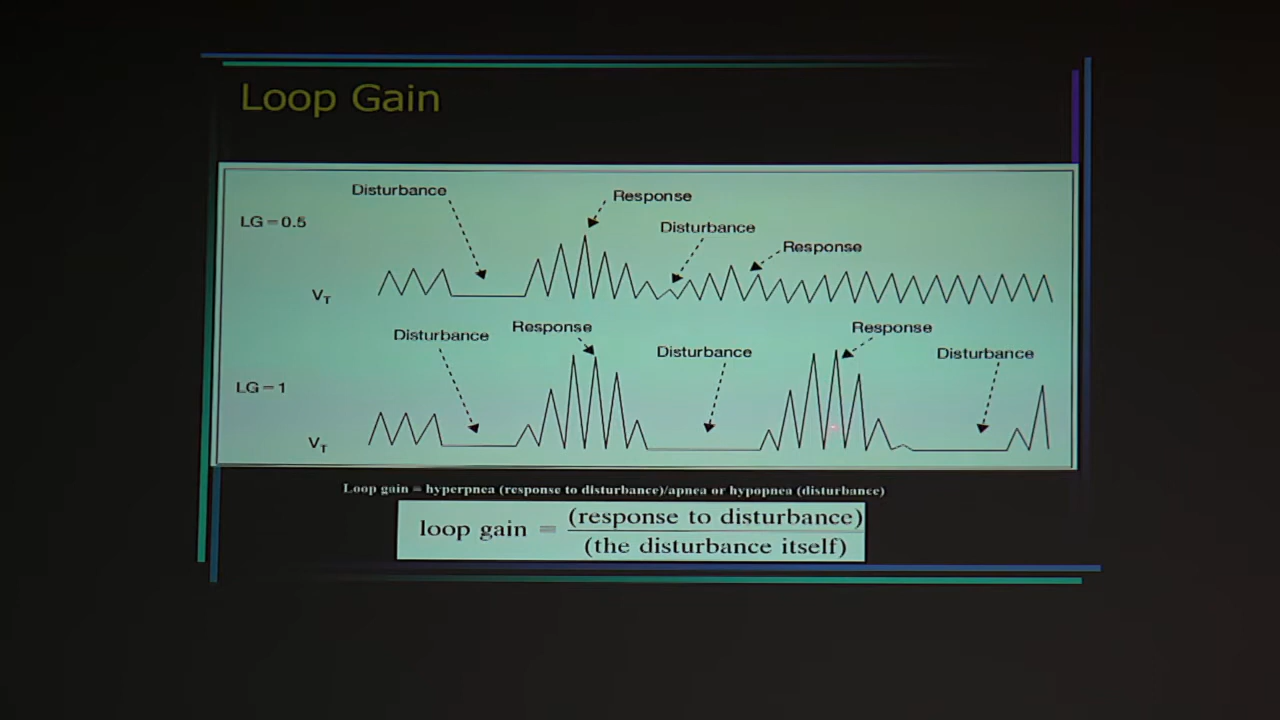 Loop Gain
Disturbance
Response
LG = 0.5
Disturbance
Response
VT
Disturbance
Response
Disturbance
Response
Disturbance
LG = 1
VT
Loop gain = hyperpnea (response to disturbance)/apnea or hypopnea (disturbance)
loop gain = (response to disturbance)
(the disturbance itself)